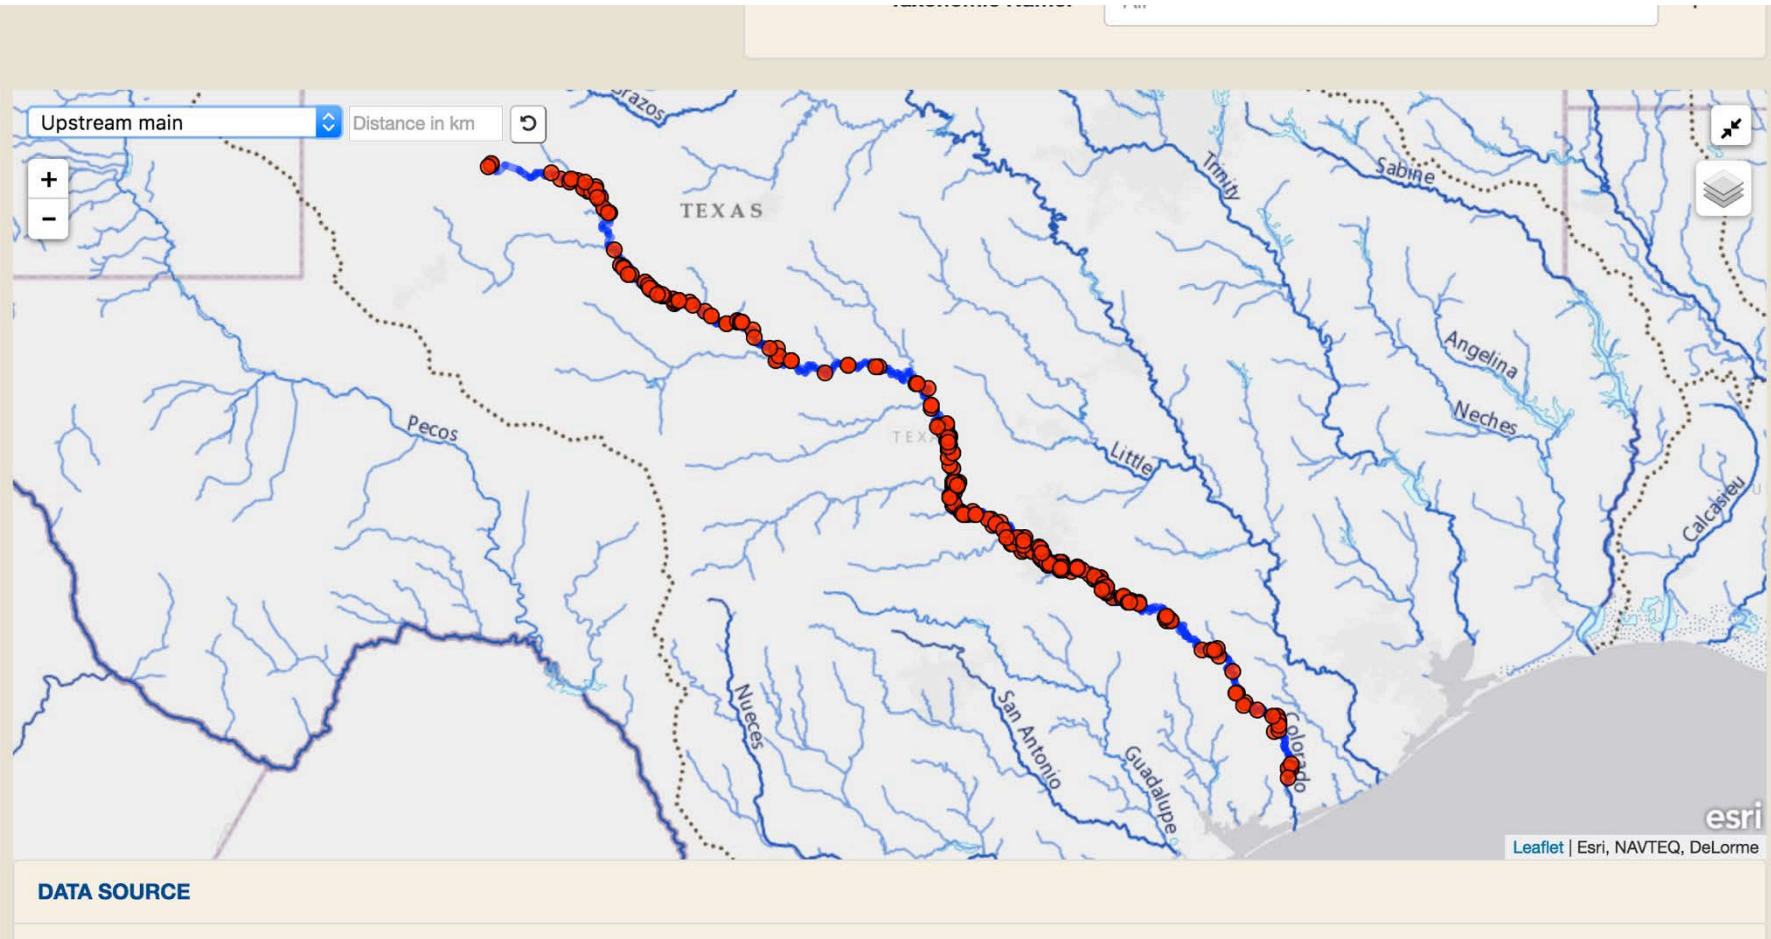 Upstream main
Distance in km
+
−
Brazos
TEXAS
Trinity
Sabine
Angelina
Neches
Pecos
Little
Calcasieu
Nueces
San Antonio
Guadalupe
Colorado
esri
Leaflet | Esri, NAVTEQ, DeLorme
DATA SOURCE